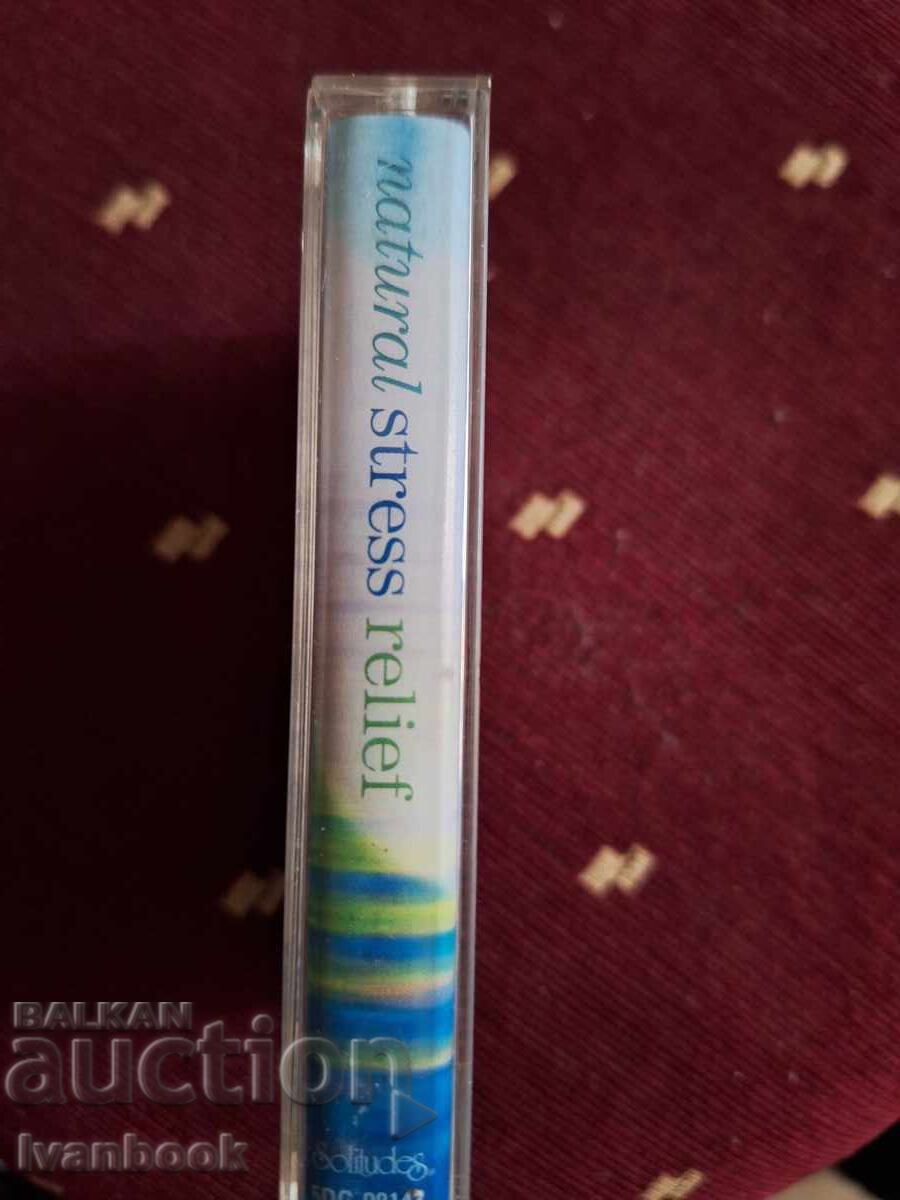 natural stress relief
Solitudes
BALKAN
auction
Ivanbook